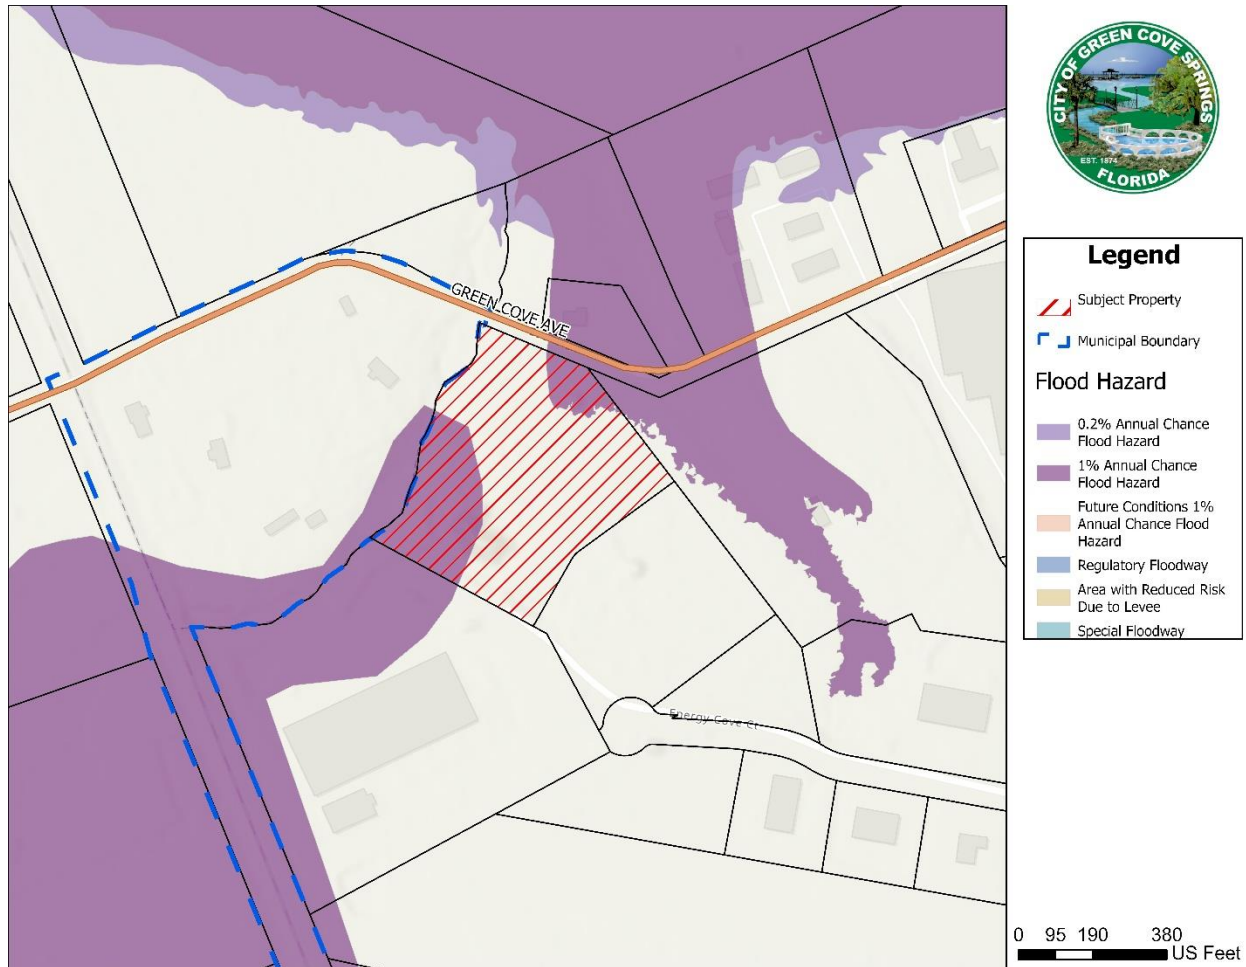 CITY OF GREEN COVE SPRINGS
EST. 1874
FLORIDA
Legend
Subject Property
Municipal Boundary
Flood Hazard
0.2% Annual Chance
Flood Hazard
1% Annual Chance
Flood Hazard
Future Conditions 1%
Annual Chance Flood
Hazard
Regulatory Floodway
Area with Reduced Risk
Due to Levee
Special Floodway
GREEN COVE AVE
Energy Cove Ct
0 95 190 380
US Feet